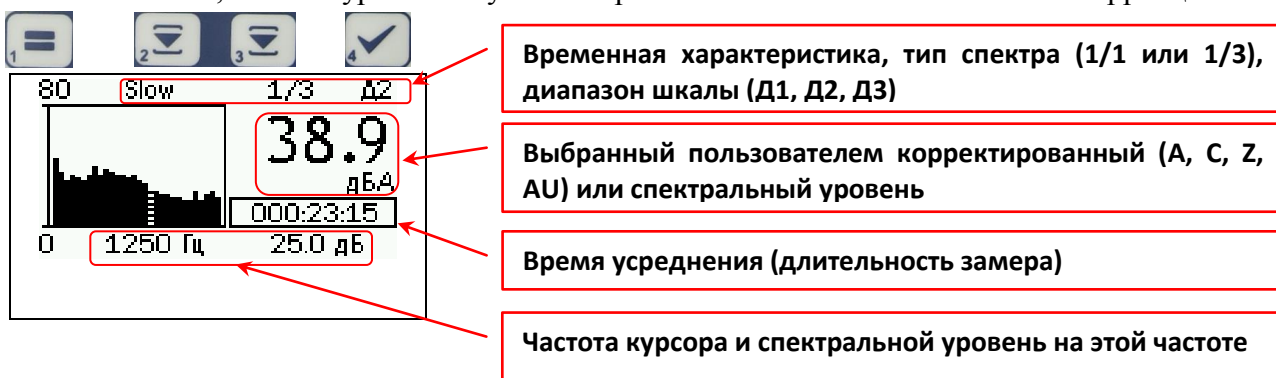 1 2 3 4
80 Slow 1/3 Д2
38.9
дБА
000:23:15
0 1250 Гц 25.0 дБ
Временная характеристика, тип спектра (1/1 или 1/3),
диапазон шкалы (Д1, Д2, Д3)
Выбранный пользователем корректированный (A, C, Z,
AU) или спектральный уровень
Время усреднения (длительность замера)
Частота курсора и спектральной уровень на этой частоте